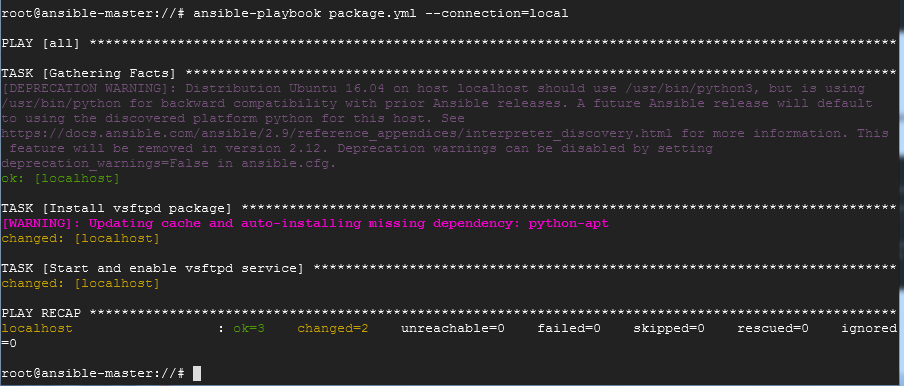 root@ansible-master://# ansible-playbook package.yml --connection=local
PLAY [all] *****************************************************************************************************
TASK [Gathering Facts] *****************************************************************************************
[DEPRECATION WARNING]: Distribution Ubuntu 16.04 on host localhost should use /usr/bin/python3, but is using
/usr/bin/python for backward compatibility with prior Ansible releases. A future Ansible release will default
to using the discovered platform python for this host. See
https://docs.ansible.com/ansible/2.9/reference_appendices/interpreter_discovery.html for more information. This
 feature will be removed in version 2.12. Deprecation warnings can be disabled by setting
deprecation_warnings=False in ansible.cfg.
ok: [localhost]
TASK [Install vsftpd package] **********************************************************************************
[WARNING]: Updating cache and auto-installing missing dependency: python-apt
changed: [localhost]
TASK [Start and enable vsftpd service] *************************************************************************
changed: [localhost]
PLAY RECAP *****************************************************************************************************
localhost                  : ok=3    changed=2    unreachable=0    failed=0    skipped=0    rescued=0    ignored
=0
root@ansible-master://#